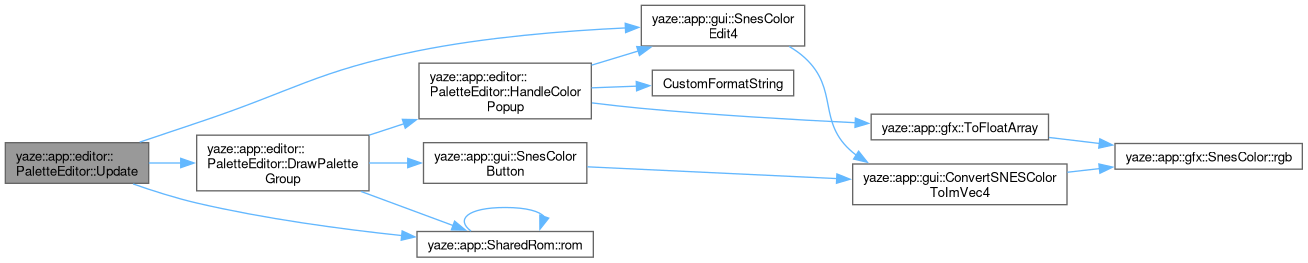 yaze::app::editor::
PaletteEditor::Update
yaze::app::editor::
PaletteEditor::DrawPalette
Group
yaze::app::editor::
PaletteEditor::HandleColor
Popup
yaze::app::gui::SnesColor
Button
yaze::app::SharedRom::rom
yaze::app::gui::SnesColor
Edit4
CustomFormatString
yaze::app::gfx::ToFloatArray
yaze::app::gui::ConvertSNESColor
ToImVec4
yaze::app::gfx::SnesColor::rgb